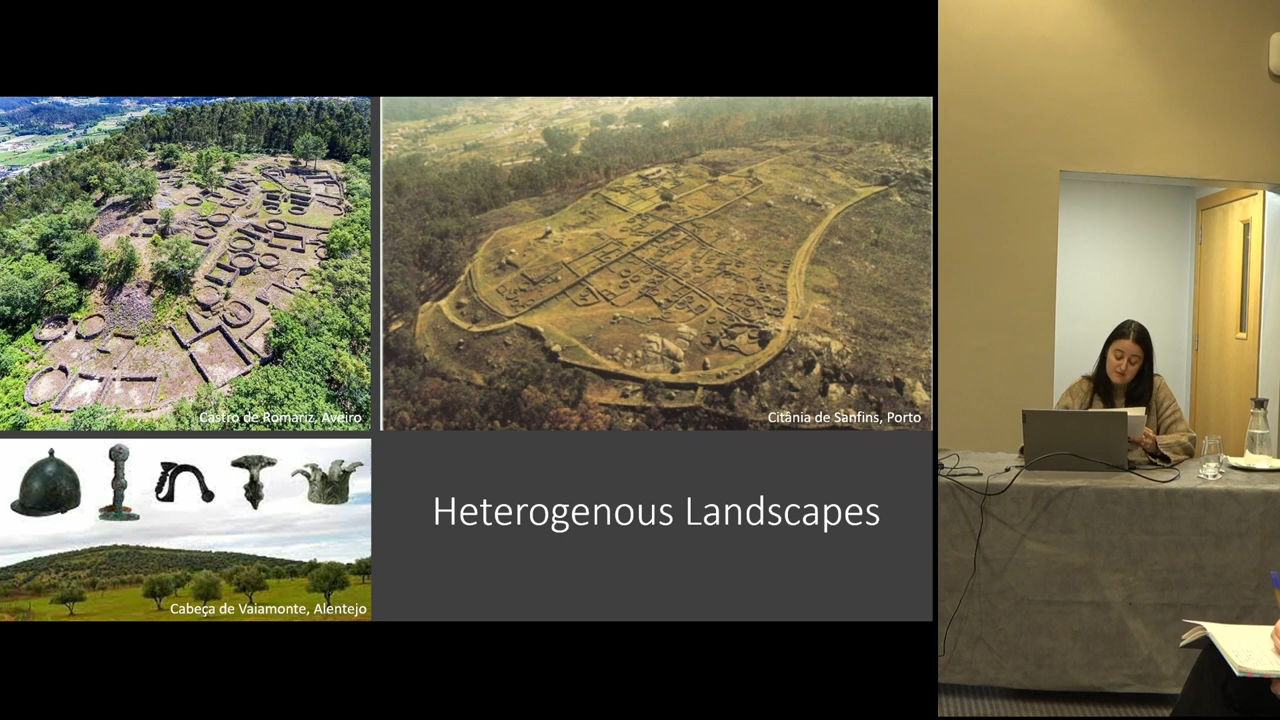 Castro de Romariz, Aveiro
Citânia de Sanfins, Porto
Heterogenous Landscapes
Cabeça de Vaiamonte, Alentejo